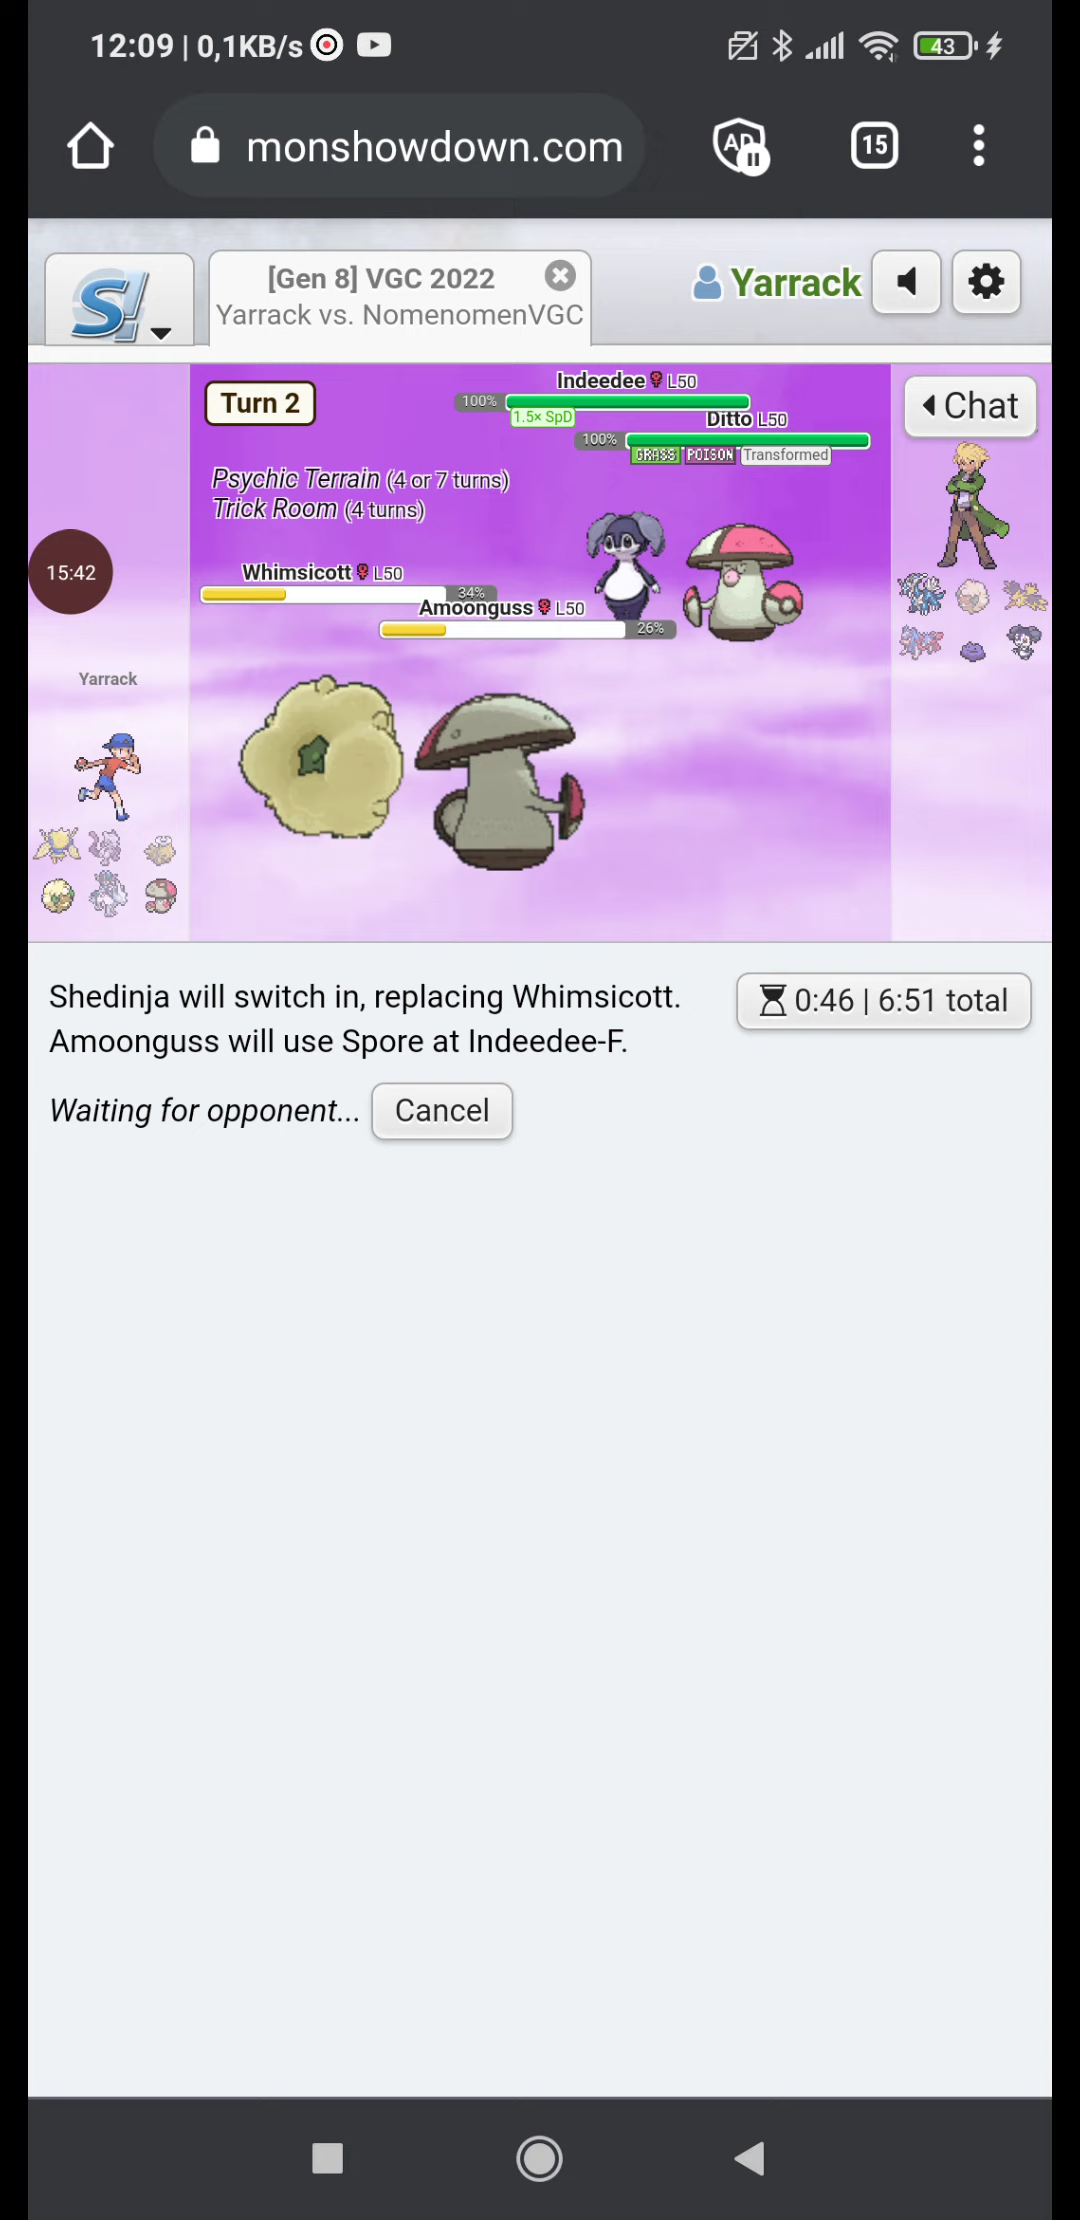 12:09 | 0,1KB/s
43
monshowdown.com
AD
15
S!
[Gen 8] VGC 2022
Yarrack vs. NomenomenVGC
Yarrack
Turn 2
Indeedee L50
100%
1.5× SpD
Ditto L50
100%
GRASS POISON Transformed
Chat
Psychic Terrain (4 or 7 turns)
Trick Room (4 turns)
15:42
Whimsicott L50
34%
Amoonguss L50
26%
Yarrack
Shedinja will switch in, replacing Whimsicott.
Amoonguss will use Spore at Indeedee-F.
0:46 | 6:51 total
Waiting for opponent... Cancel